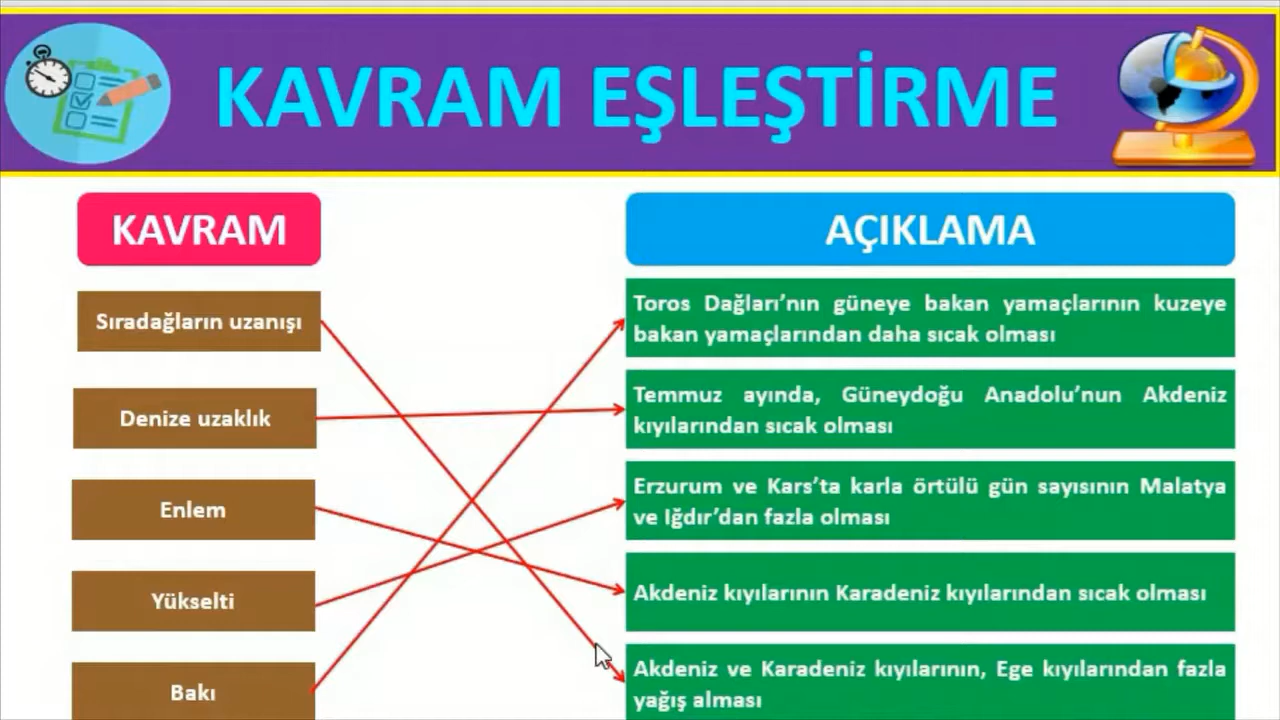 KAVRAM EŞLEŞTİRME
KAVRAM
AÇIKLAMA
Sıradağların uzanışı
Toros Dağları’nın güneye bakan yamaçlarının kuzeye
bakan yamaçlarından daha sıcak olması
Denize uzaklık
Temmuz ayında, Güneydoğu Anadolu’nun Akdeniz
kıyılarından sıcak olması
Enlem
Erzurum ve Kars’ta karla örtülü gün sayısının Malatya
ve Iğdır’dan fazla olması
Yükselti
Akdeniz kıyılarının Karadeniz kıyılarından sıcak olması
Bakı
Akdeniz ve Karadeniz kıyılarının, Ege kıyılarından fazla
yağış alması